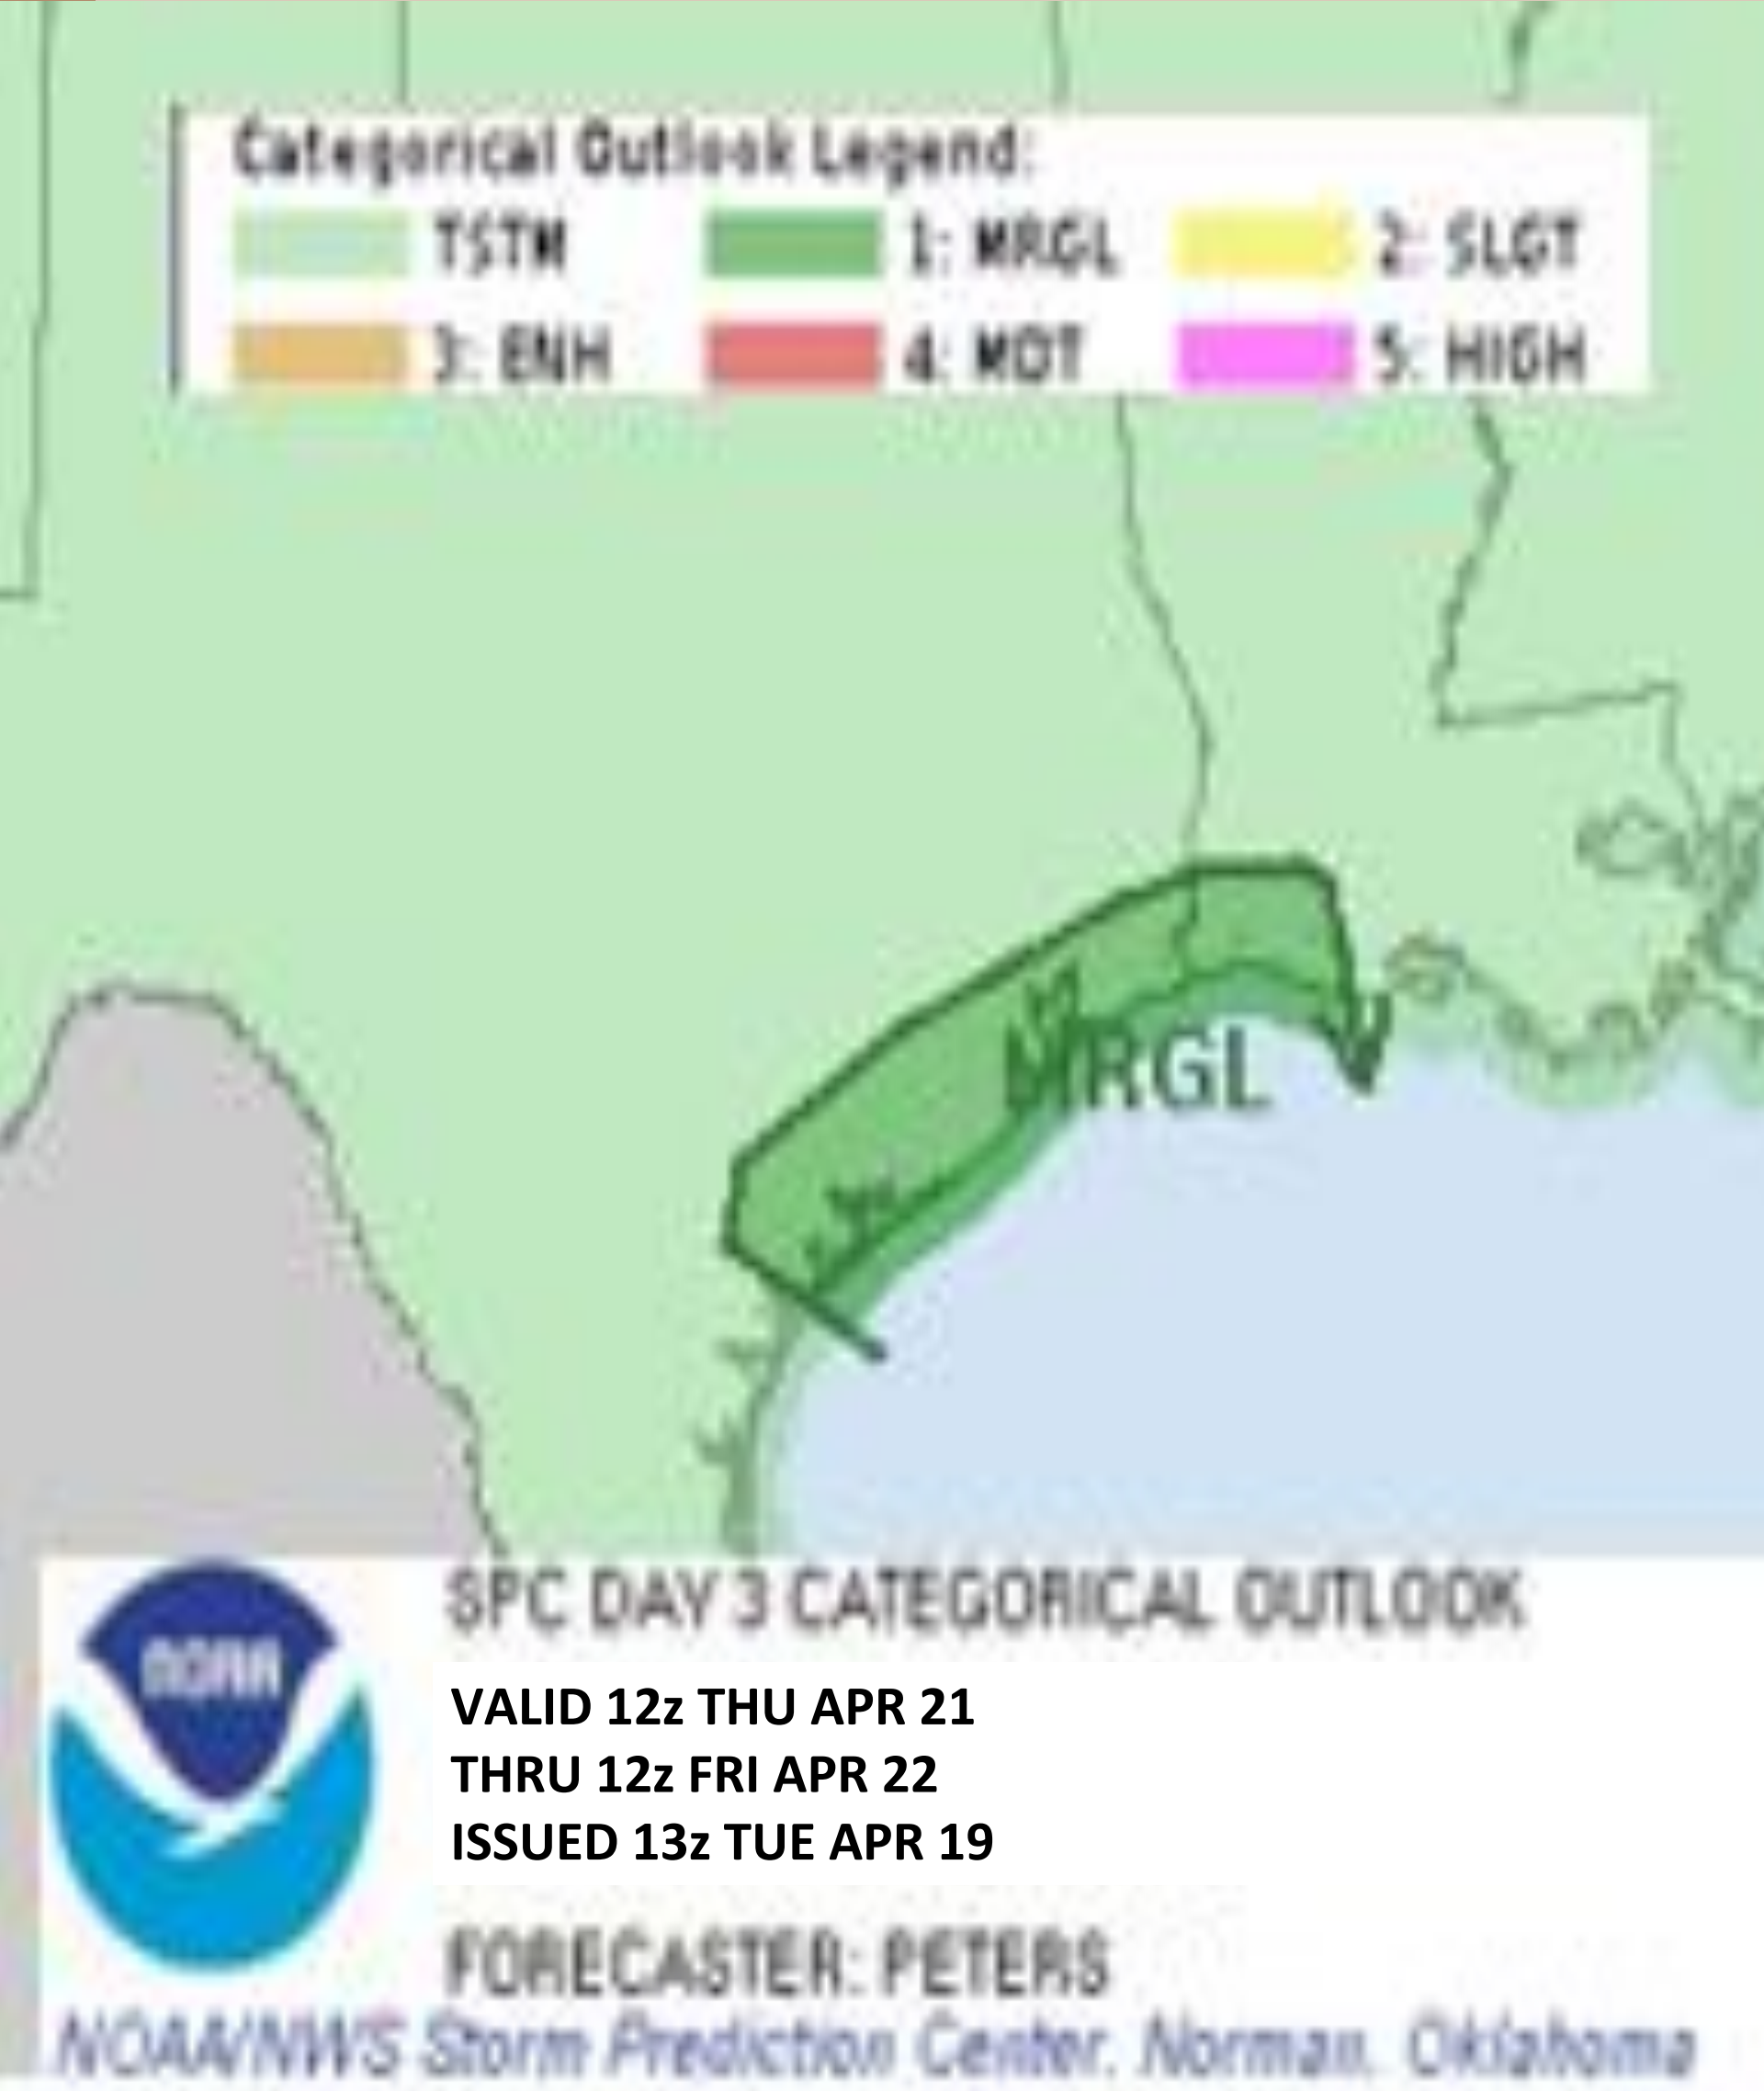 Categorical Outlook Legend:
TSTM 1: MRGL 2: SLGT
3: ENH 4: MDT 5: HIGH
MRGL
SPC DAY 3 CATEGORICAL OUTLOOK
noaa
VALID 12z THU APR 21
THRU 12z FRI APR 22
ISSUED 13z TUE APR 19
FORECASTER: PETERS
NOAA/NWS Storm Prediction Center, Norman, Oklahoma